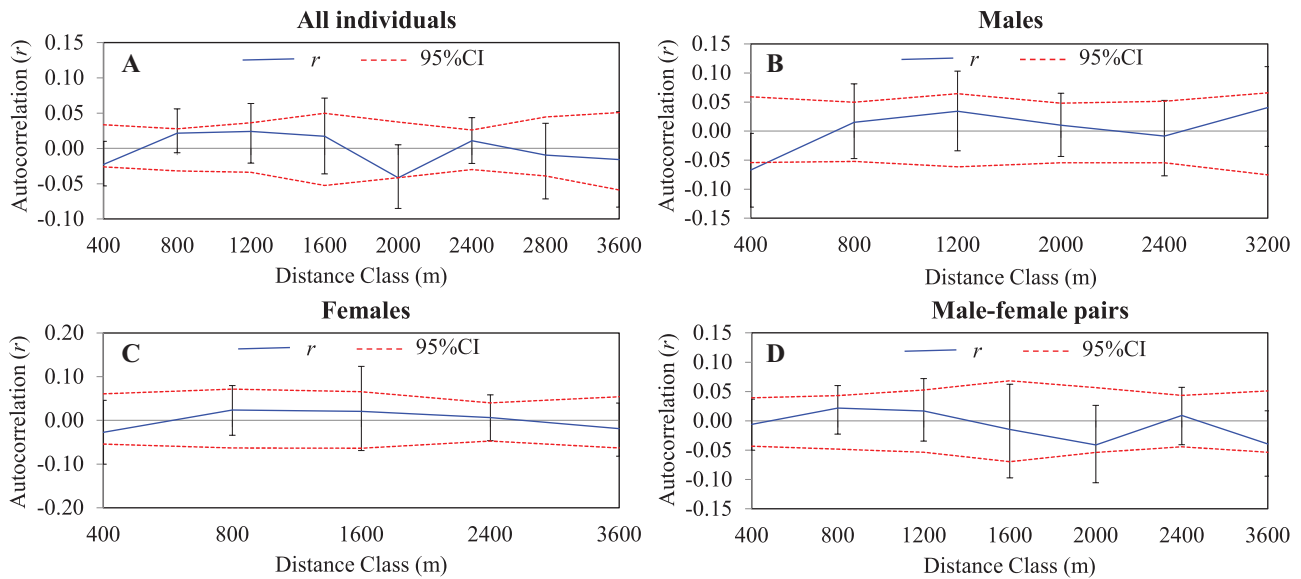 All individuals
A
r
95%CI
0.15
0.10
0.05
0.00
-0.05
-0.10
Autocorrelation (r)
400 800 1200 1600 2000 2400 2800 3600
Distance Class (m)
Males
B
r
95%CI
0.15
0.10
0.05
0.00
-0.05
-0.10
-0.15
Autocorrelation (r)
400 800 1200 2000 2400 3200
Distance Class (m)
Females
C
r
95%CI
0.20
0.10
0.00
-0.10
-0.20
Autocorrelation (r)
400 800 1600 2400 3600
Distance Class (m)
Male-female pairs
D
r
95%CI
0.15
0.10
0.05
0.00
-0.05
-0.10
-0.15
Autocorrelation (r)
400 800 1200 1600 2000 2400 3600
Distance Class (m)